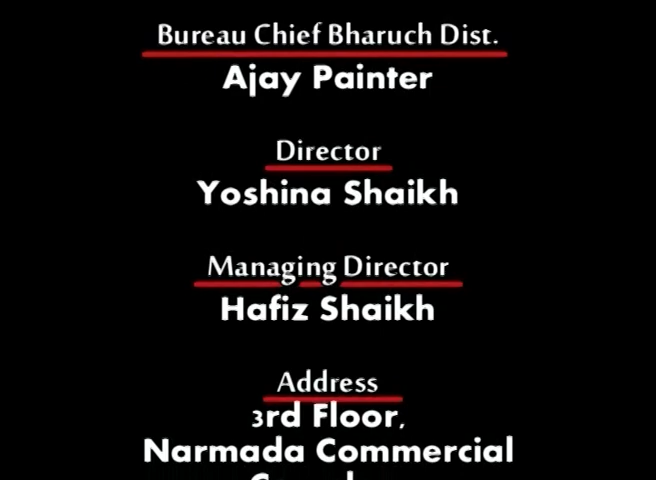 Bureau Chief Bharuch Dist.
Ajay Painter
Director
Yoshina Shaikh
Managing Director
Hafiz Shaikh
Address
3rd Floor,
Narmada Commercial